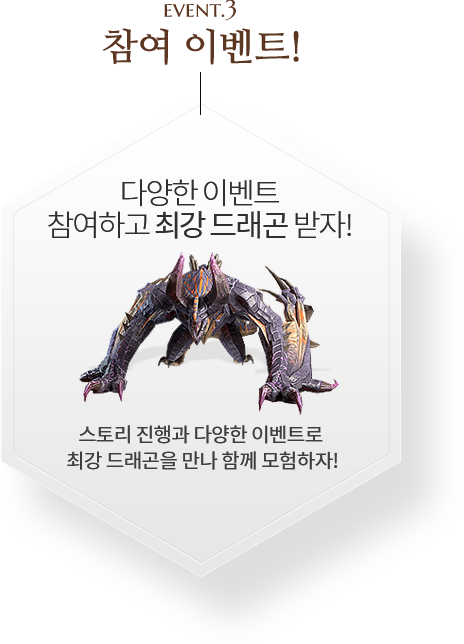 EVENT.3
참여 이벤트!
다양한 이벤트
참여하고 최강 드래곤 받자!
스토리 진행과 다양한 이벤트로
최강 드래곤을 만나 함께 모험하자!